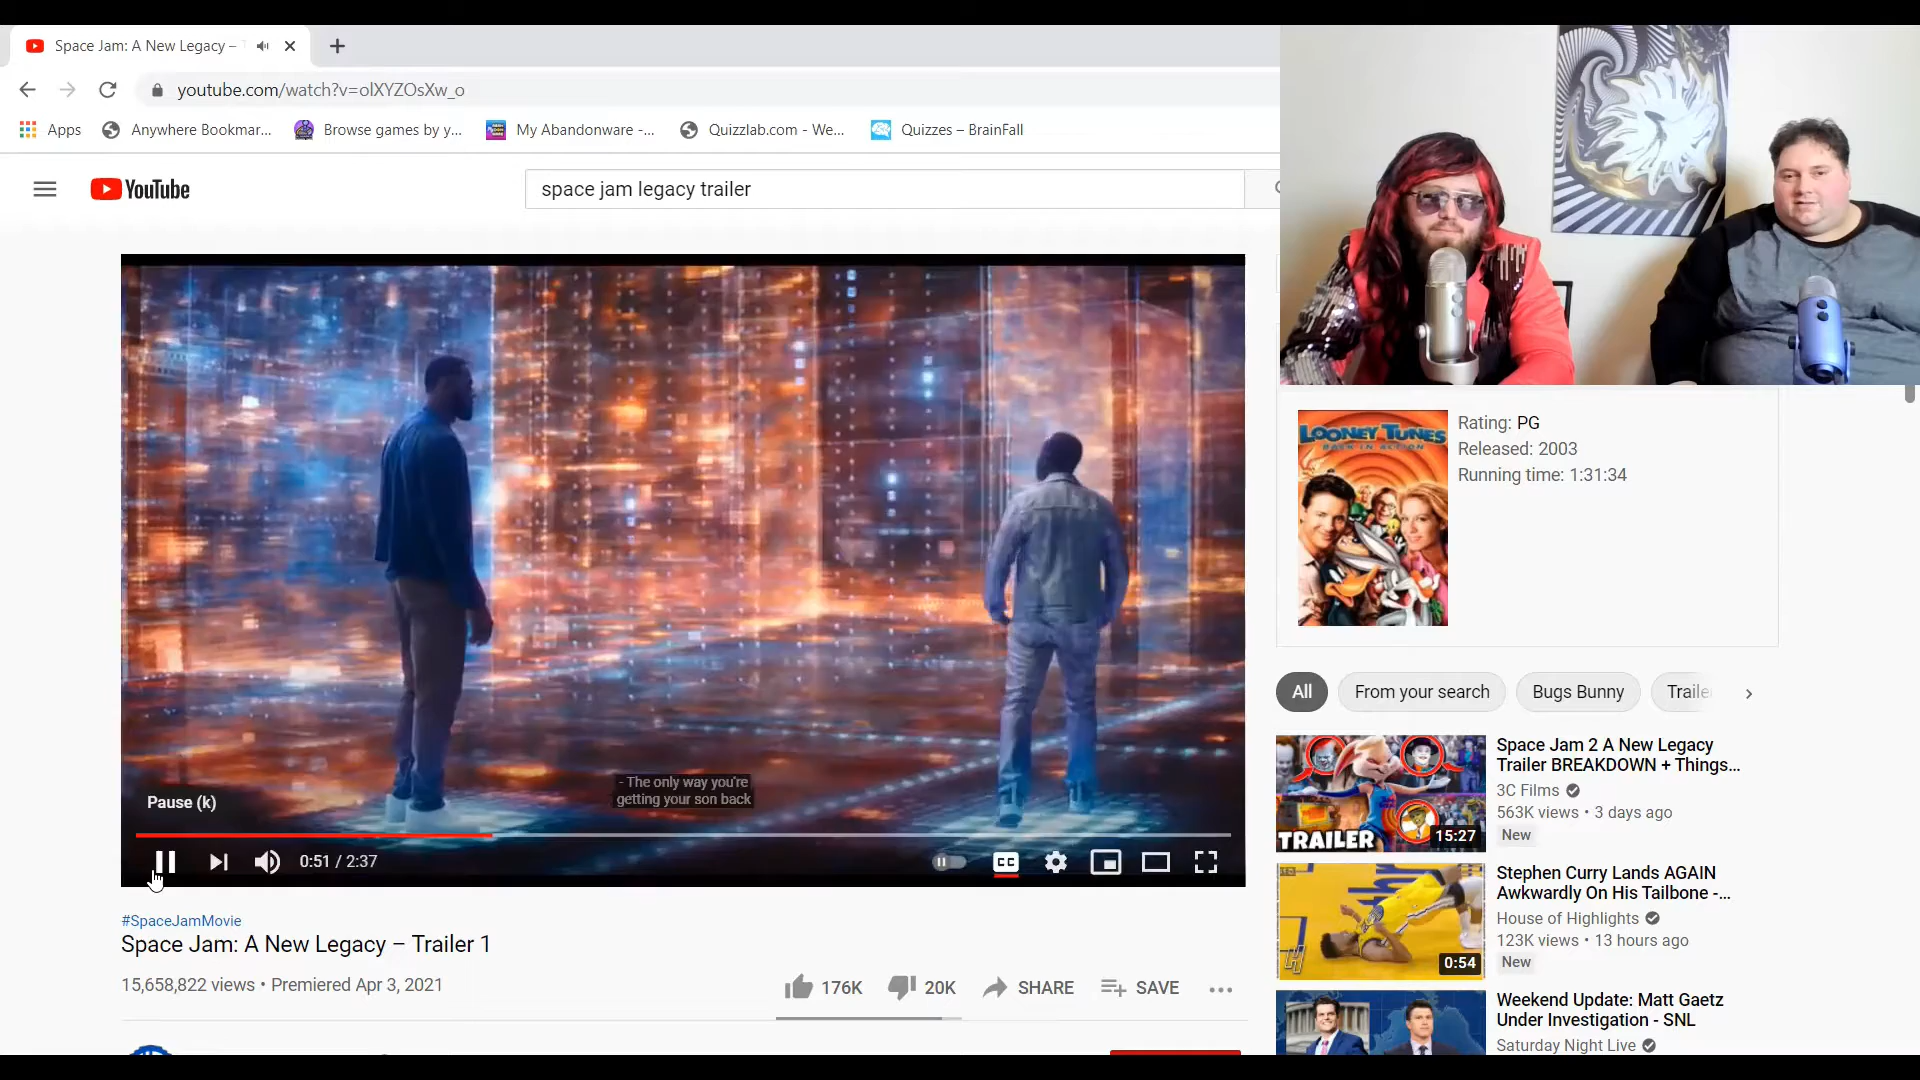 Space Jam: A New Legacy –
youtube.com/watch?v=olXYZOsXw_o
Apps
Anywhere Bookmar...
Browse games by y...
My Abandonware -...
Quizzlab.com - We...
Quizzes – BrainFall
YouTube
space jam legacy trailer
- The only way you're
getting your son back
Pause (k)
0:51 / 2:37
CC
#SpaceJamMovie
Space Jam: A New Legacy – Trailer 1
15,658,822 views • Premiered Apr 3, 2021
176K
20K
SHARE
SAVE
LOONEY TUNES
BACK IN ACTION
Rating: PG
Released: 2003
Running time: 1:31:34
All
From your search
Bugs Bunny
Traile
TRAILER
15:27
Space Jam 2 A New Legacy
Trailer BREAKDOWN + Things...
3C Films
563K views • 3 days ago
New
0:54
Stephen Curry Lands AGAIN
Awkwardly On His Tailbone -...
House of Highlights
123K views • 13 hours ago
New
Weekend Update: Matt Gaetz
Under Investigation - SNL
Saturday Night Live